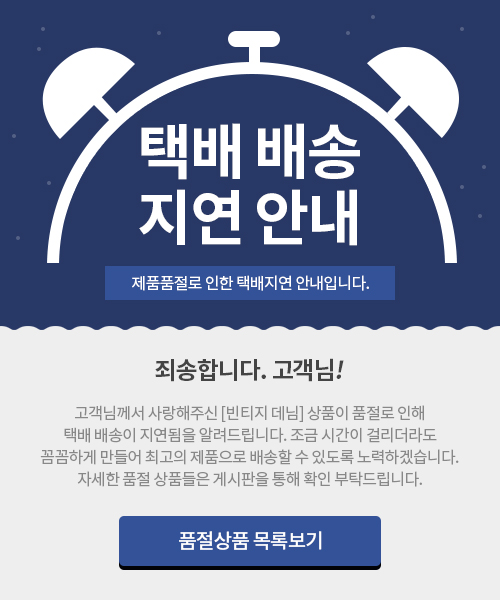 택배 배송
지연 안내
제품품절로 인한 택배지연 안내입니다.
죄송합니다. 고객님!
고객님께서 사랑해주신 [빈티지 데님] 상품이 품절로 인해
택배 배송이 지연됨을 알려드립니다. 조금 시간이 걸리더라도
꼼꼼하게 만들어 최고의 제품으로 배송할 수 있도록 노력하겠습니다.
자세한 품절 상품들은 게시판을 통해 확인 부탁드립니다.
품절상품 목록보기